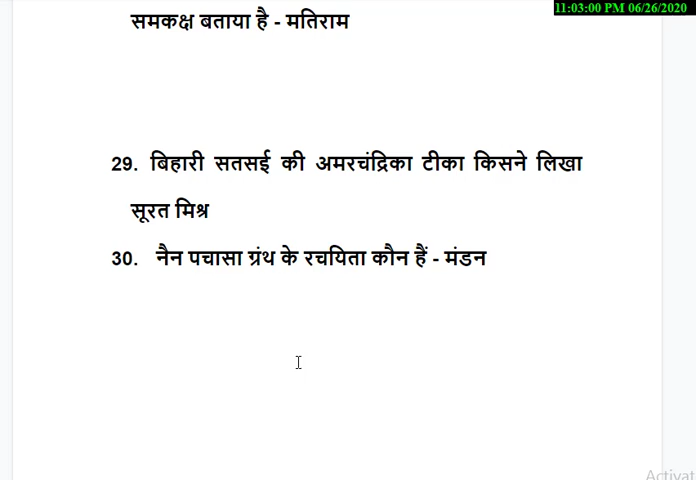 11:03:00 PM 06/26/2020
समकक्ष बताया है - मतिराम
29. बिहारी सतसई की अमरचंद्रिका टीका किसने लिखा
सूरत मिश्र
30. नैन पचासा ग्रंथ के रचयिता कौन हैं - मंडन
Activat